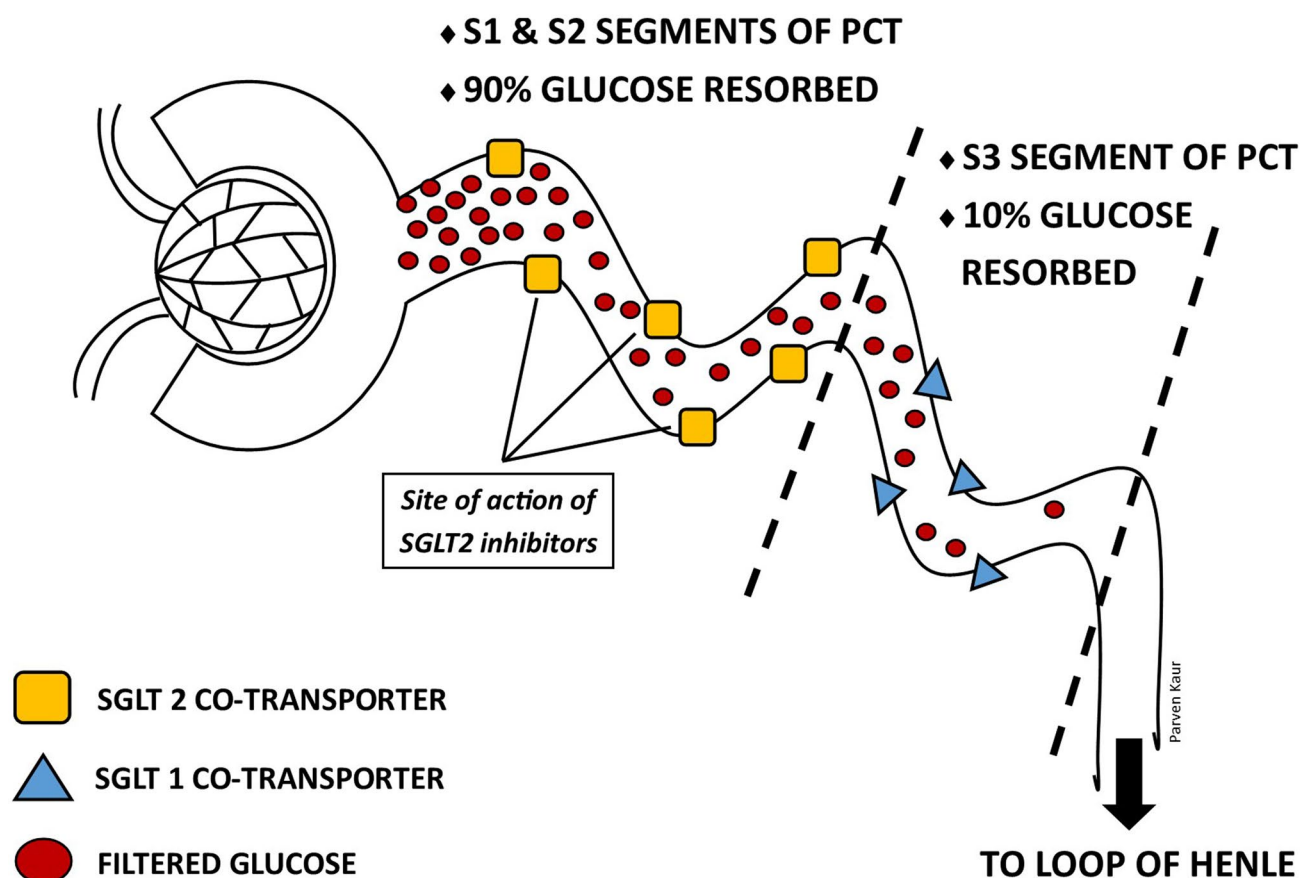 ♦ S1 & S2 SEGMENTS OF PCT
♦ 90% GLUCOSE RESORBED
♦ S3 SEGMENT OF PCT
♦ 10% GLUCOSE
RESORBED
Site of action of
SGLT2 inhibitors
SGLT 2 CO-TRANSPORTER
SGLT 1 CO-TRANSPORTER
FILTERED GLUCOSE
Parven Kaur
TO LOOP OF HENLE